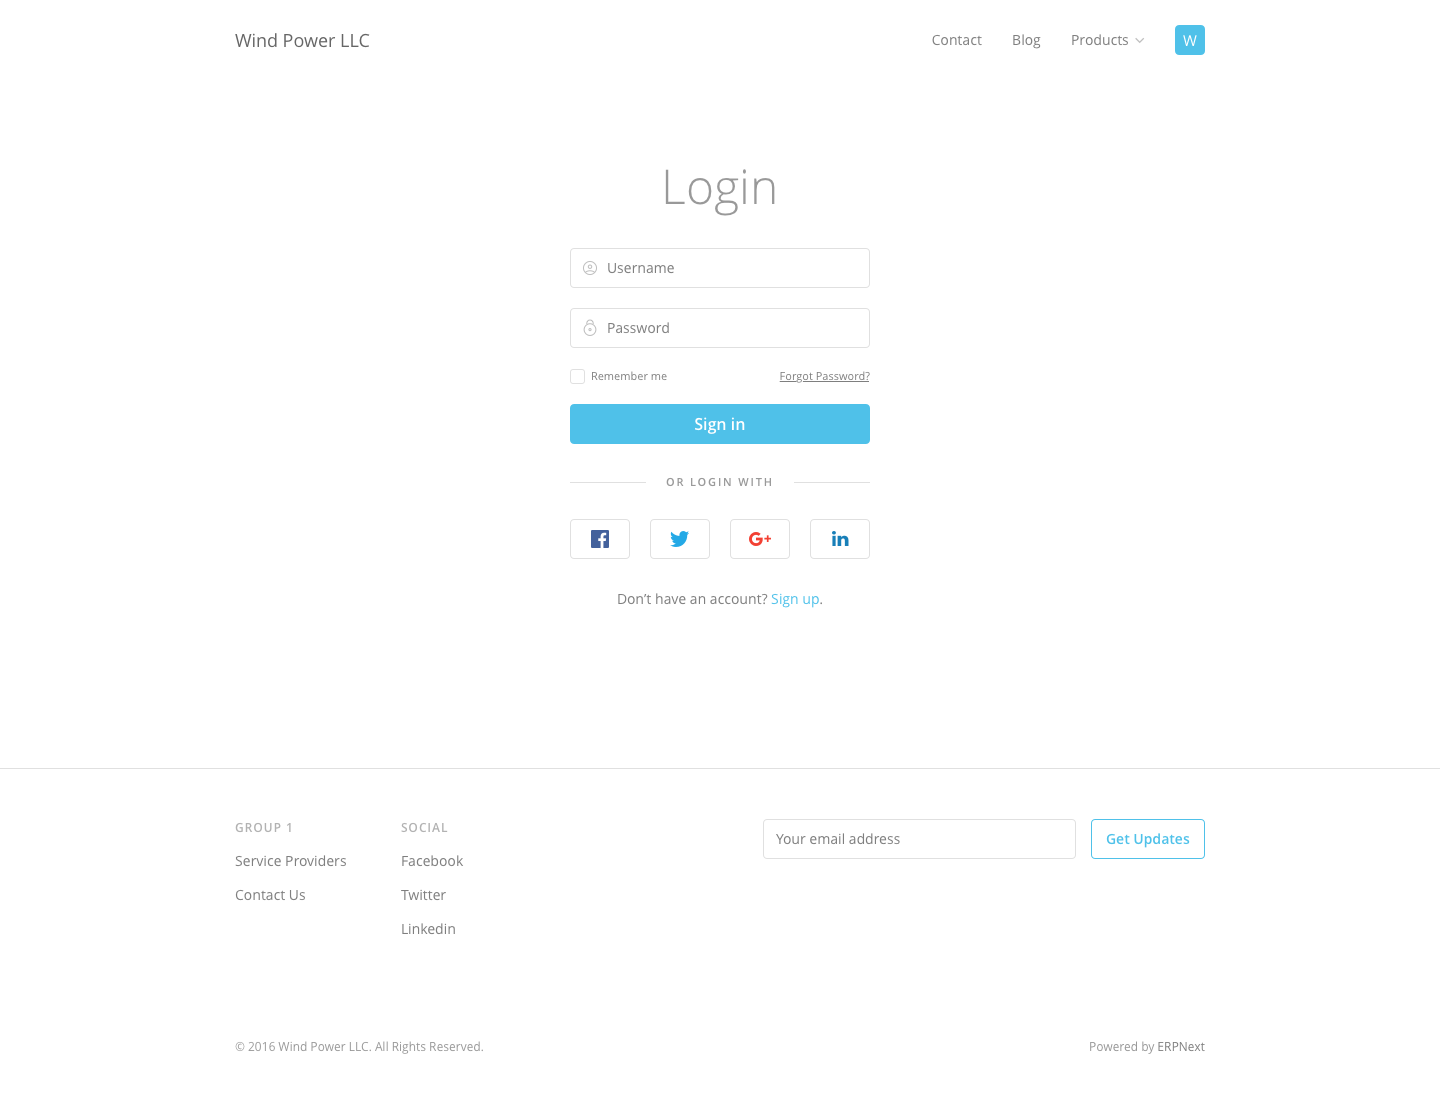 Wind Power LLC
Contact
Blog
Products
W
Login
Username
Password
Remember me
Forgot Password?
Sign in
OR LOGIN WITH
f
G+
in
Don’t have an account? Sign up.
GROUP 1
Service Providers
Contact Us
SOCIAL
Facebook
Twitter
Linkedin
Your email address
Get Updates
© 2016 Wind Power LLC. All Rights Reserved.
Powered by ERPNext